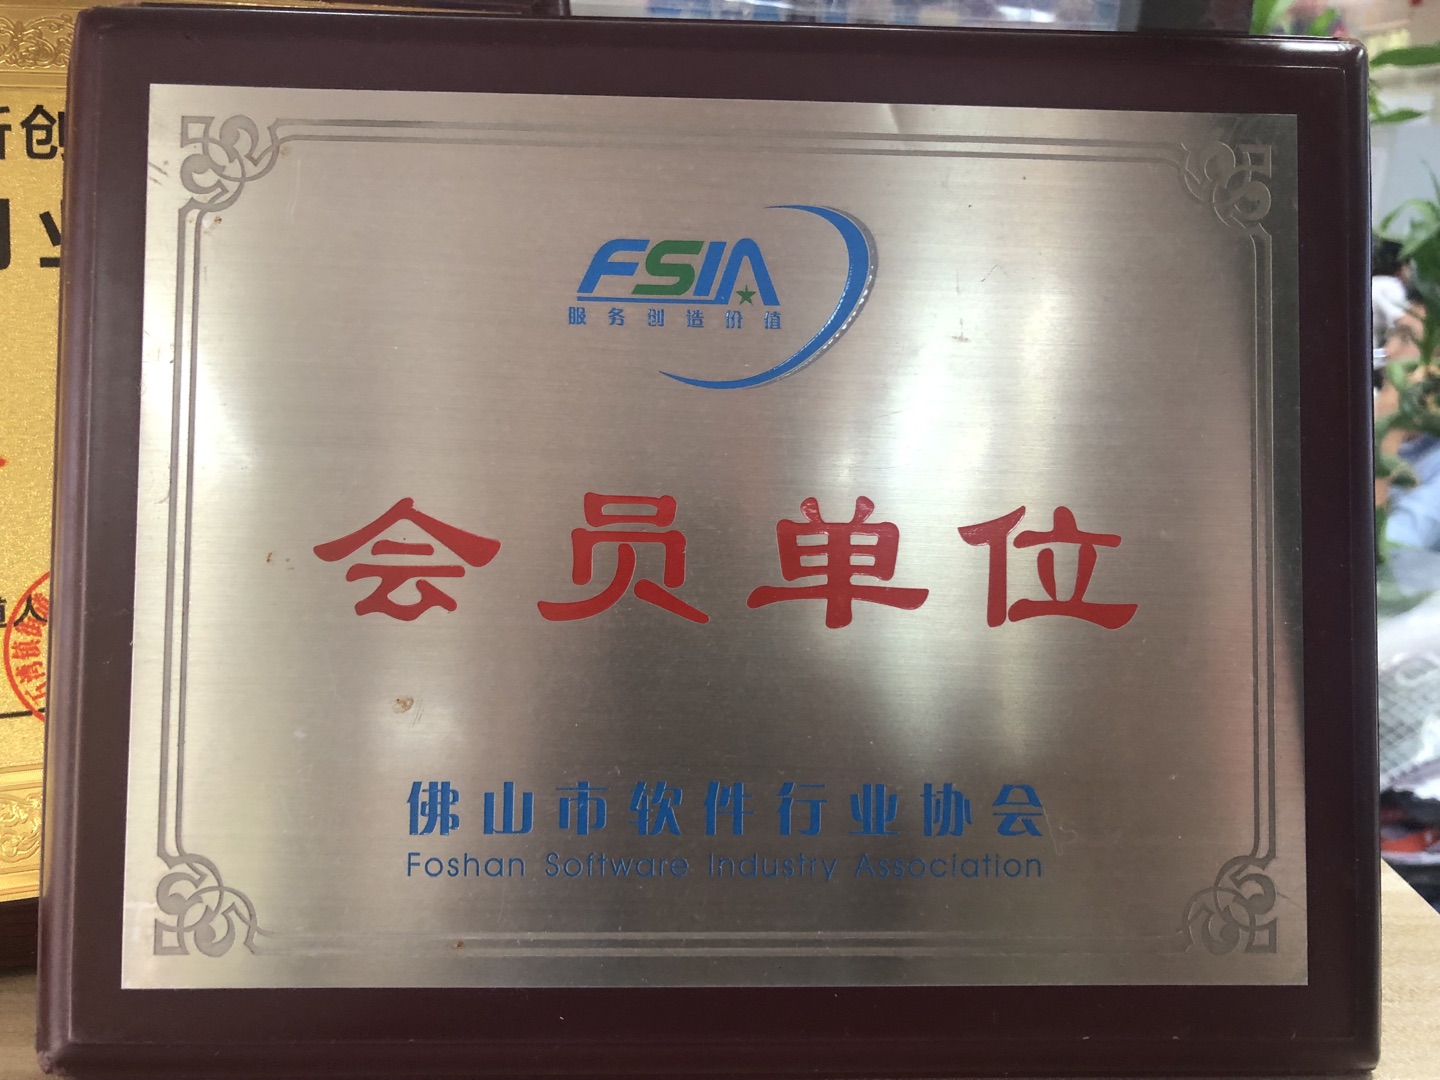 FSIA
服务创造价值
会员单位
佛山市软件行业协会
Foshan Software Industry Association